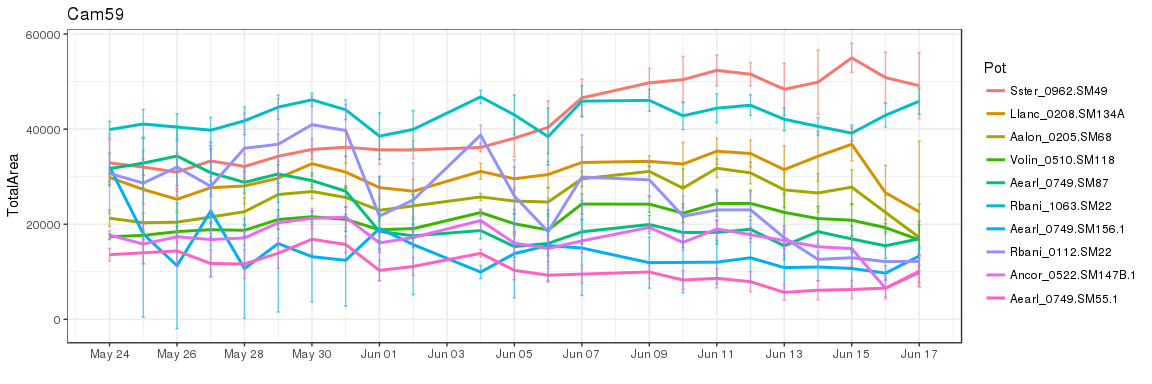 Cam59
TotalArea
60000
40000
20000
0
May 24 May 26 May 28 May 30 Jun 01 Jun 03 Jun 05 Jun 07 Jun 09 Jun 11 Jun 13 Jun 15 Jun 17
Pot
Sster_0962.SM49
Llanc_0208.SM134A
Aalon_0205.SM68
Volin_0510.SM118
Aearl_0749.SM87
Rbani_1063.SM22
Aearl_0749.SM156.1
Rbani_0112.SM22
Ancor_0522.SM147B.1
Aearl_0749.SM55.1